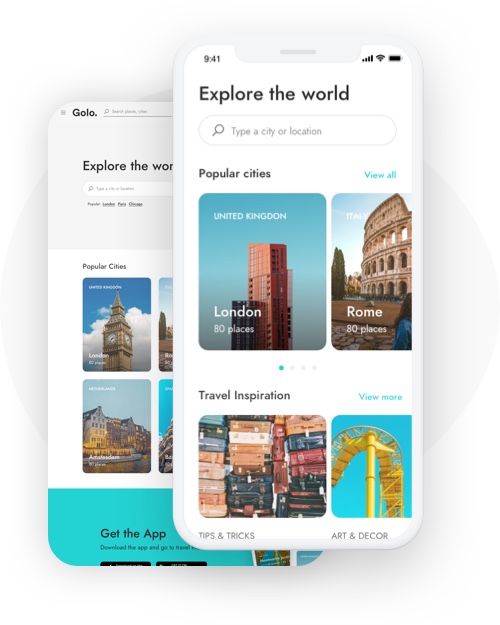 9:41
Explore the world
Type a city or location
Popular cities
View all
UNITED KINGDON
London
80 places
ITALY
Rome
80 places
Travel Inspiration
View more
TIPS & TRICKS
ART & DECOR
Golo.
Search places, cities
Explore the wor
Type a city or location
Popular: London Paris Chicago
Popular Cities
UNITED KINGDON
London
80 places
NETHERLANDS
Amsterdam
80 places
Get the App
Download the app and go to travel